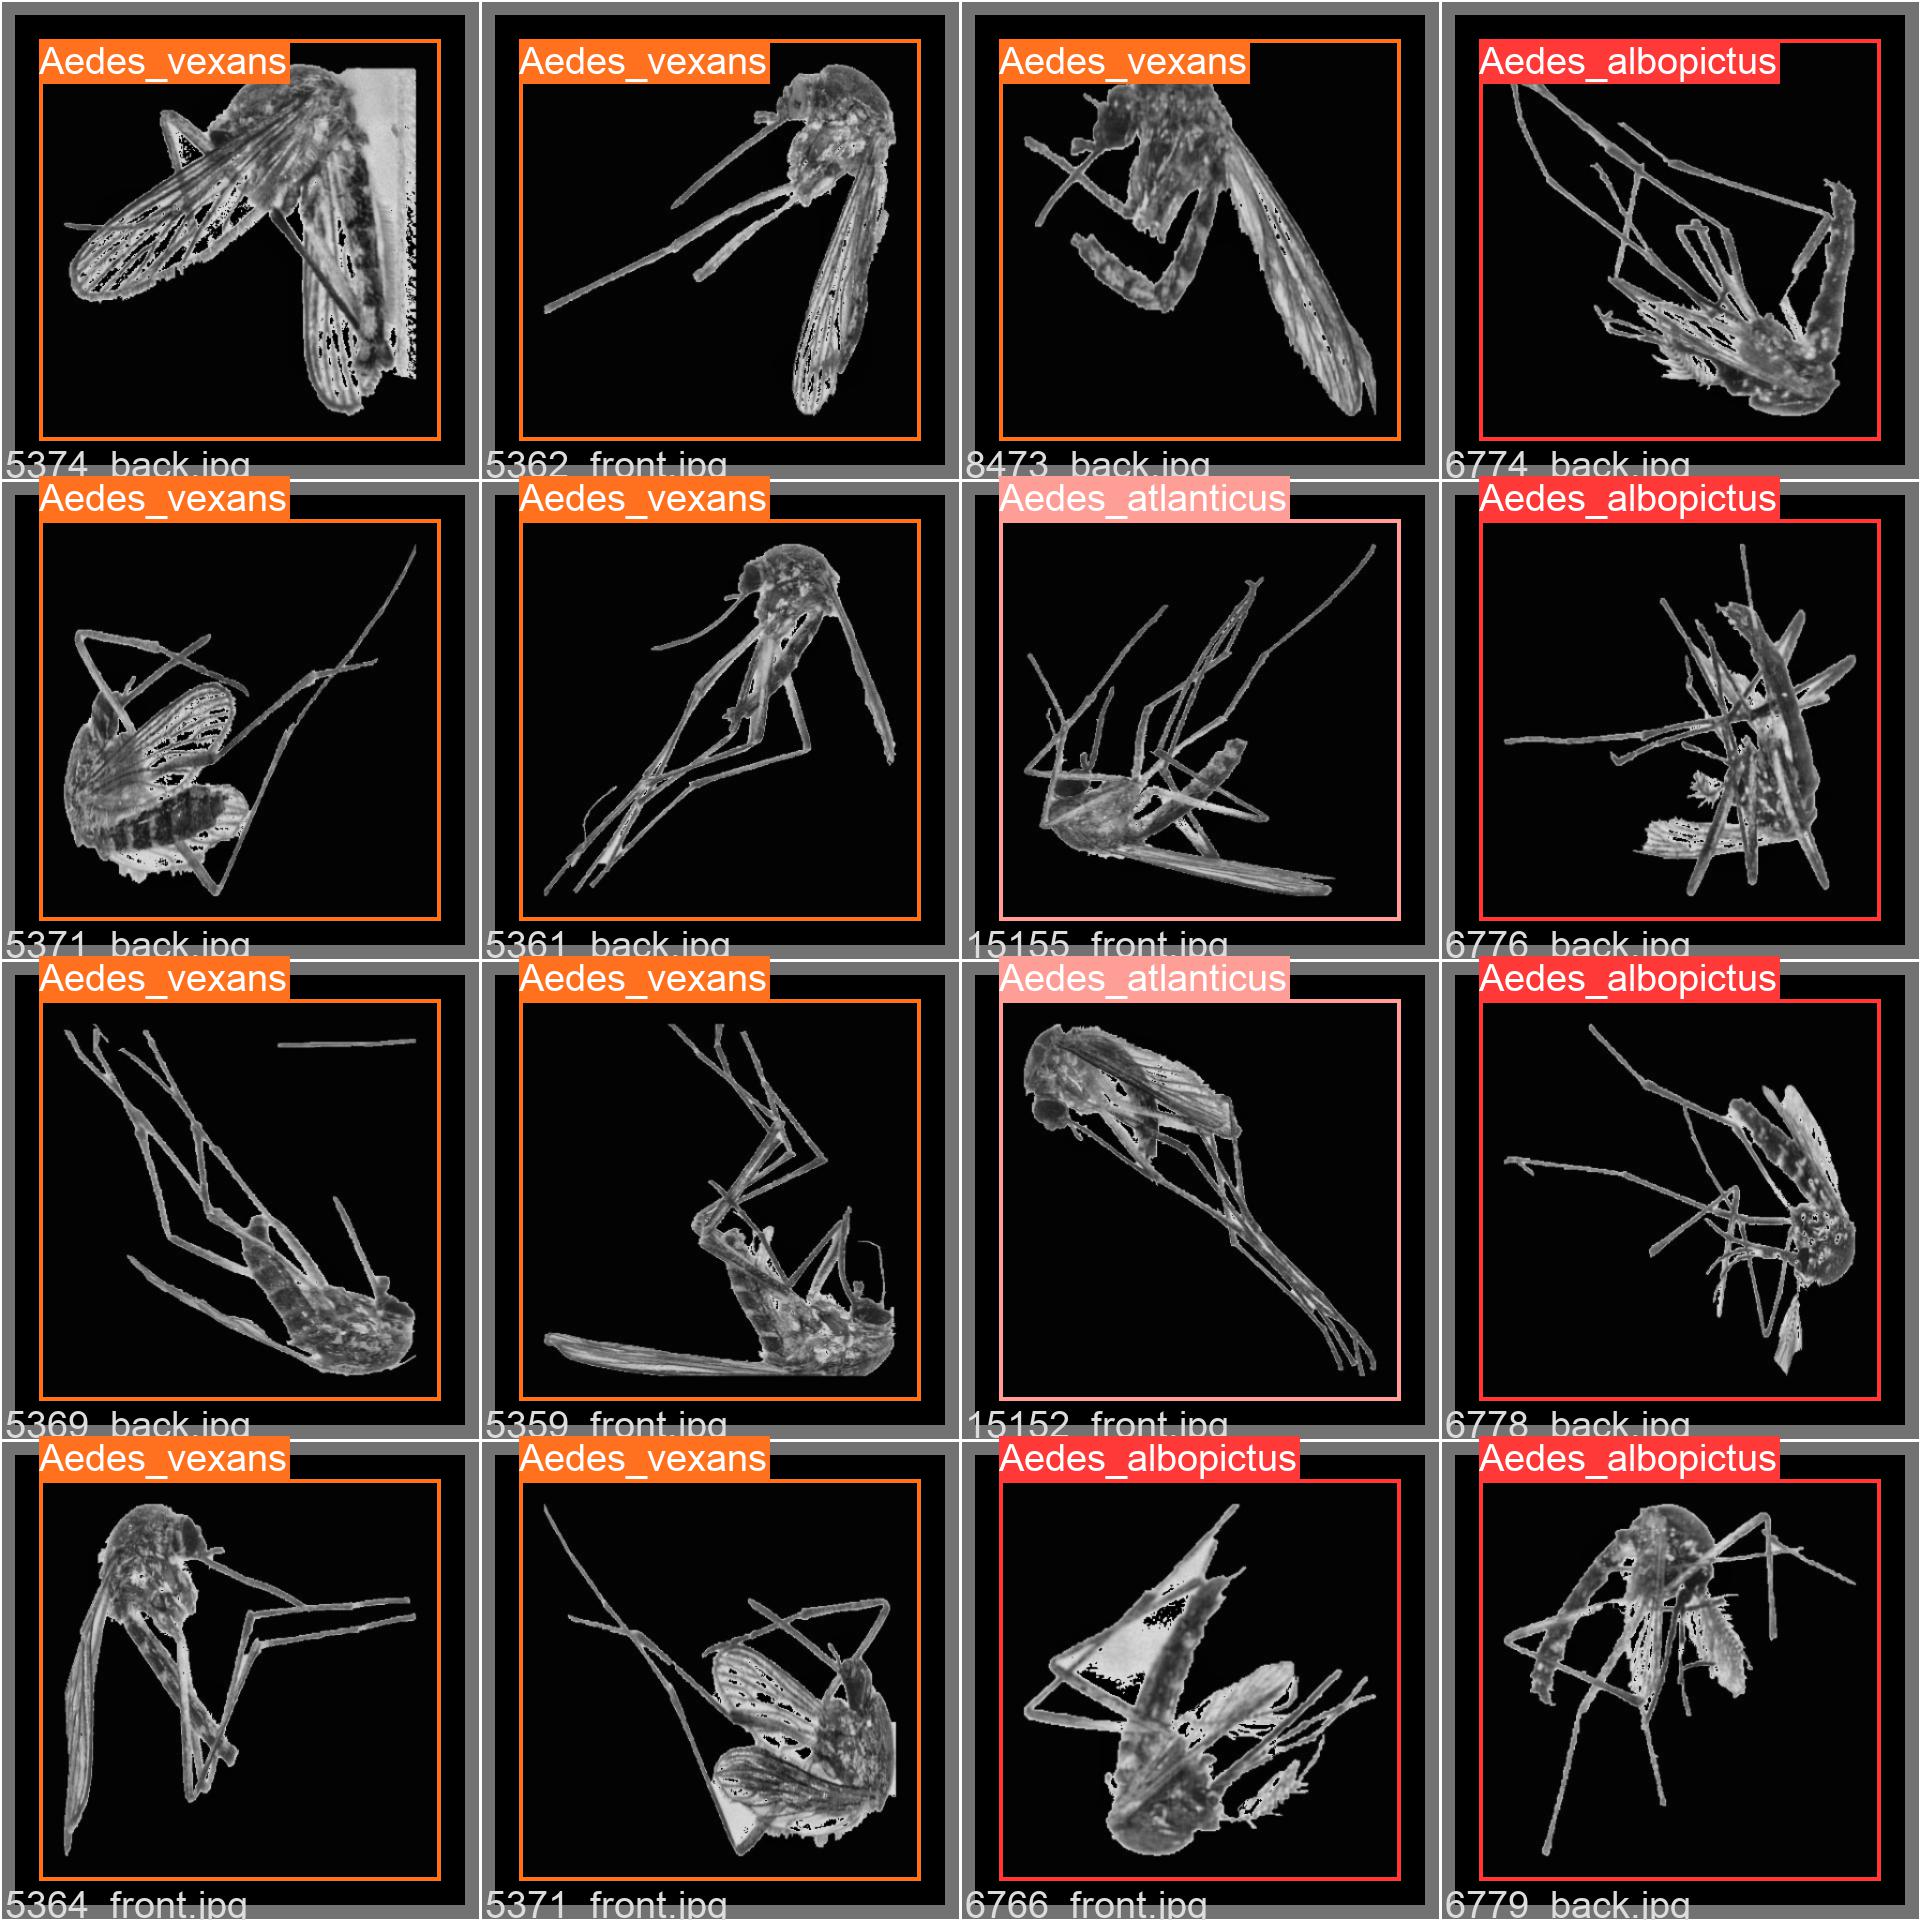 Aedes_vexans
Aedes_vexans
Aedes_vexans
Aedes_albopictus
5374_back.jpg
5362_front.jpg
8473_back.jpg
6774_back.jpg
Aedes_vexans
Aedes_vexans
Aedes_atlanticus
Aedes_albopictus
5371_back.jpg
5361_back.jpg
15155_front.jpg
6776_back.jpg
Aedes_vexans
Aedes_vexans
Aedes_atlanticus
Aedes_albopictus
5369_back.jpg
5359_front.jpg
15152_front.jpg
6778_back.jpg
Aedes_vexans
Aedes_vexans
Aedes_albopictus
Aedes_albopictus
5364_front.jpg
5371_front.jpg
6766_front.jpg
6779_back.jpg